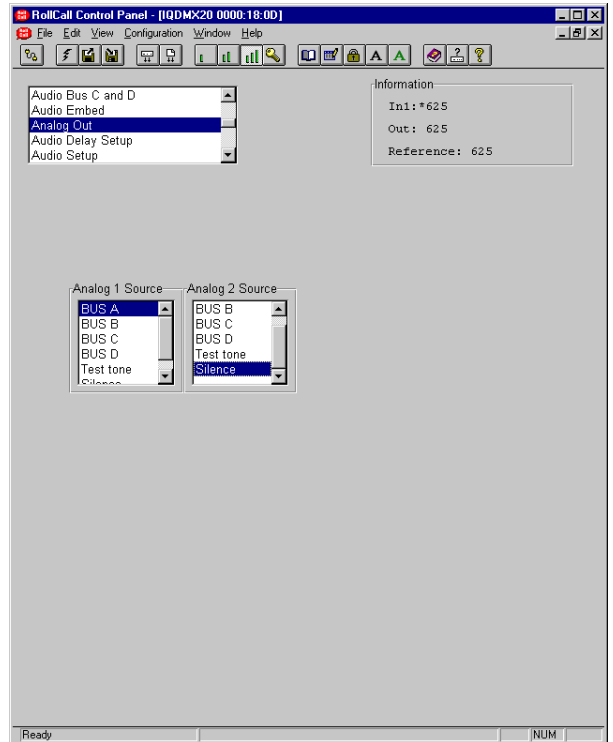 RollCall Control Panel - [IQDMX20 0000:18:0D]
File Edit View Configuration Window Help
A A
Audio Bus C and D
Audio Embed
Analog Out
Audio Delay Setup
Audio Setup
Information
In1:*625
Out: 625
Reference: 625
Analog 1 Source
BUS A
BUS B
BUS C
BUS D
Test tone
Silence
Analog 2 Source
BUS B
BUS C
BUS D
Test tone
Silence
Ready
NUM